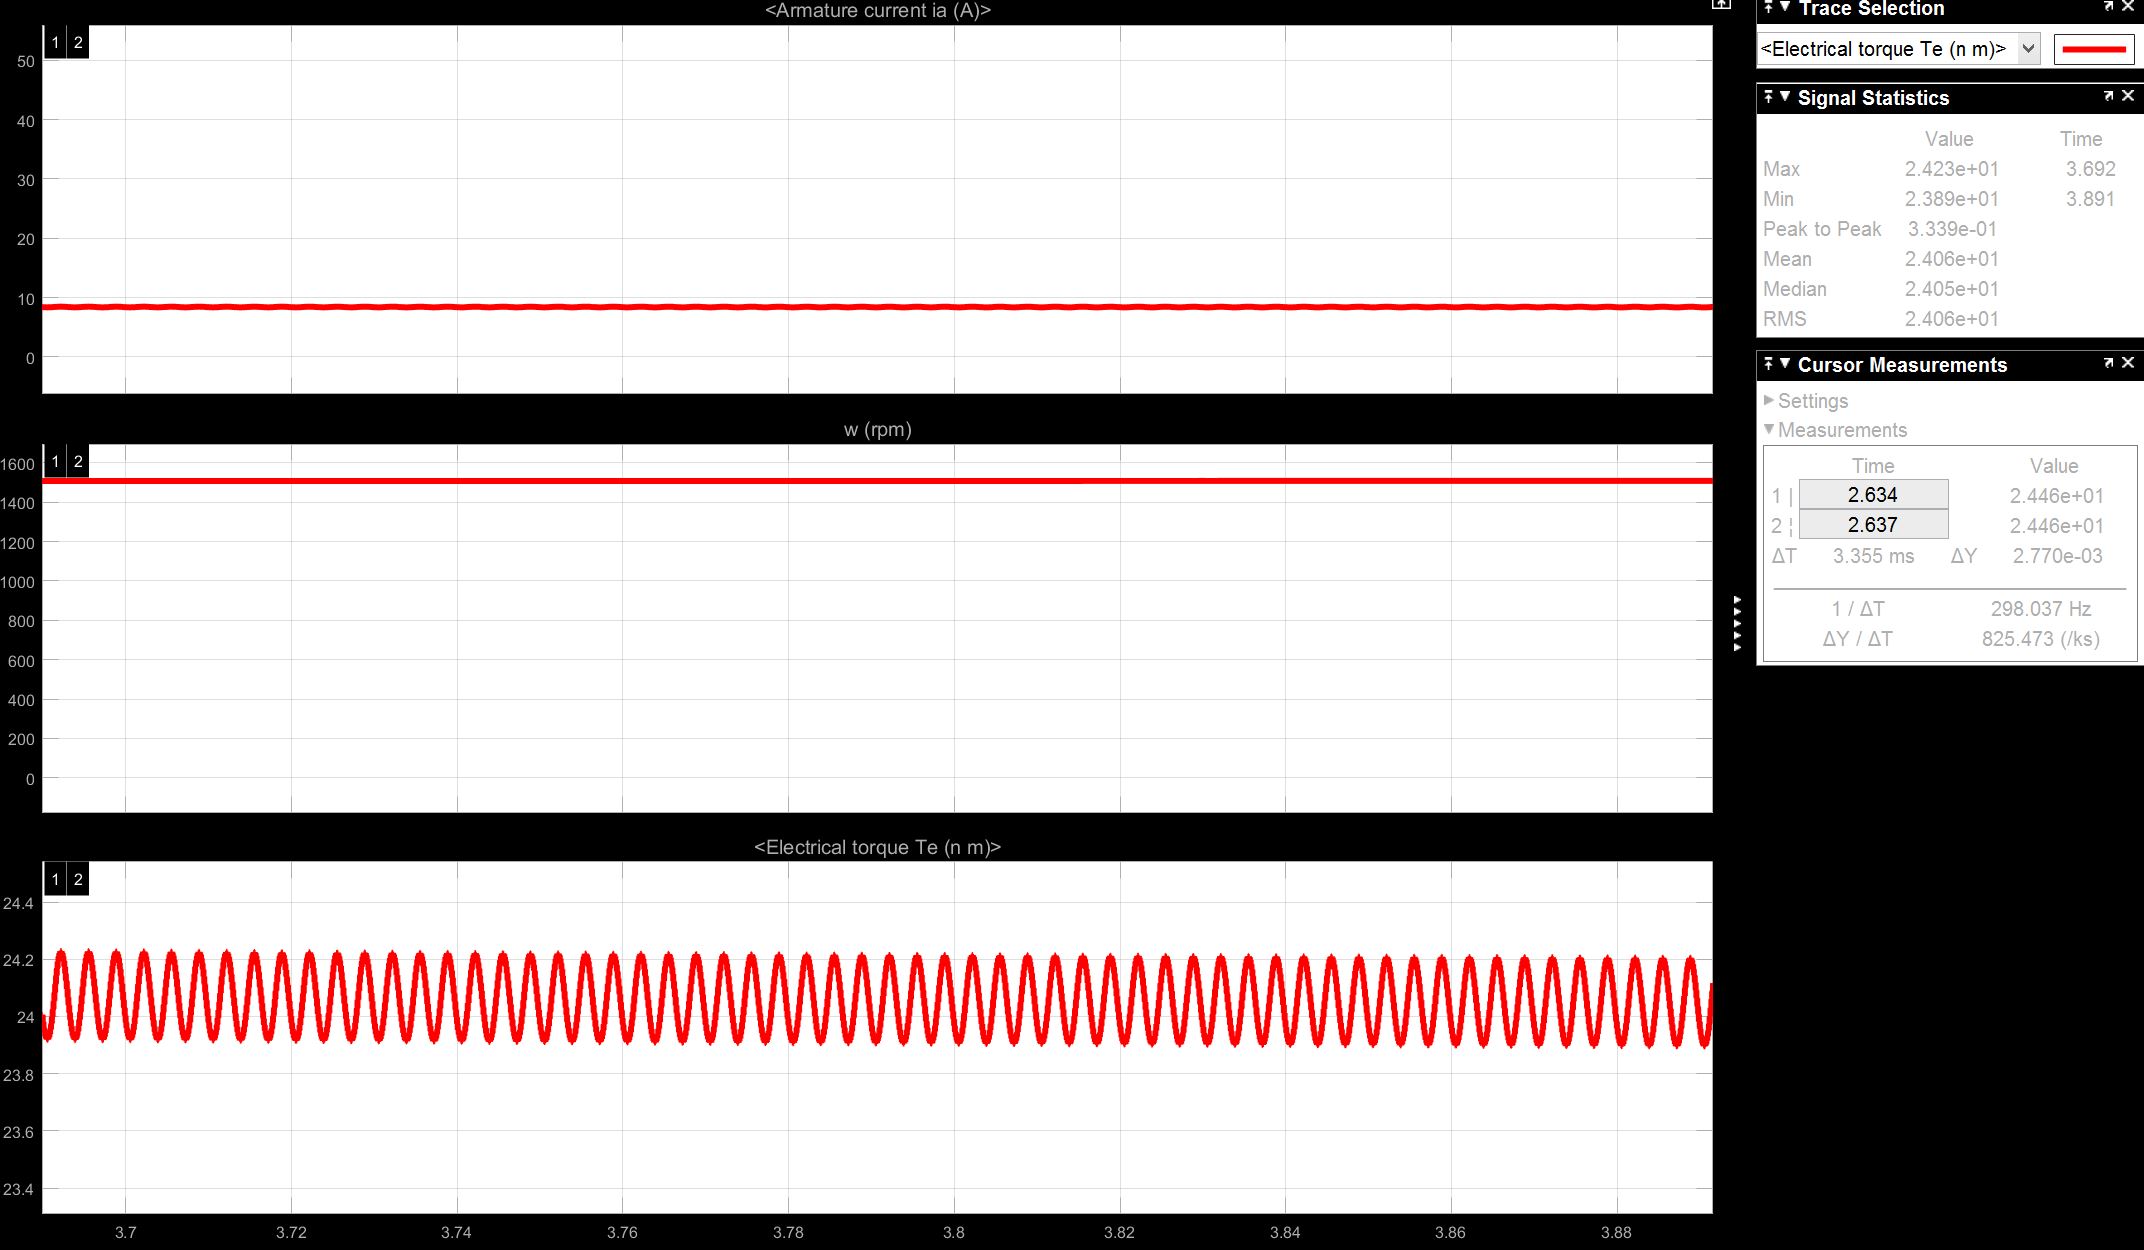 <Armature current ia (A)>
1 2
50
40
30
20
10
0
w (rpm)
1 2
1600
1400
1200
1000
800
600
400
200
0
<Electrical torque Te (n m)>
1 2
24.4
24.2
24
23.8
23.6
23.4
3.7 3.72 3.74 3.76 3.78 3.8 3.82 3.84 3.86 3.88
Trace Selection
<Electrical torque Te (n m)>
Signal Statistics
Value Time
Max 2.423e+01 3.692
Min 2.389e+01 3.891
Peak to Peak 3.339e-01
Mean 2.406e+01
Median 2.405e+01
RMS 2.406e+01
Cursor Measurements
Settings
Measurements
Time Value
1 | 2.634 2.446e+01
2 ¦ 2.637 2.446e+01
ΔT 3.355 ms ΔY 2.770e-03
1 / ΔT 298.037 Hz
ΔY / ΔT 825.473 (/ks)